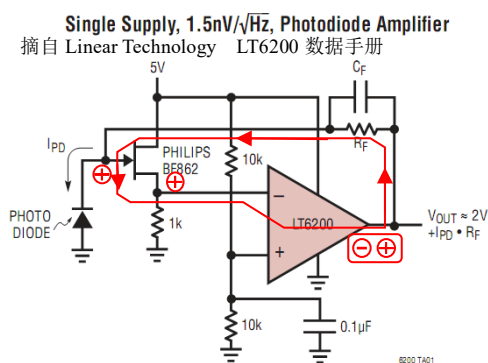 Single Supply, 1.5nV/√Hz, Photodiode Amplifier
摘自 Linear Technology LT6200 数据手册
5V
CF
IPD
PHILIPS
BF862
10k
RF
PHOTO
DIODE
1k
−
LT6200
+
VOUT ≈ 2V
+IPD • RF
10k
0.1µF
6200 TA01